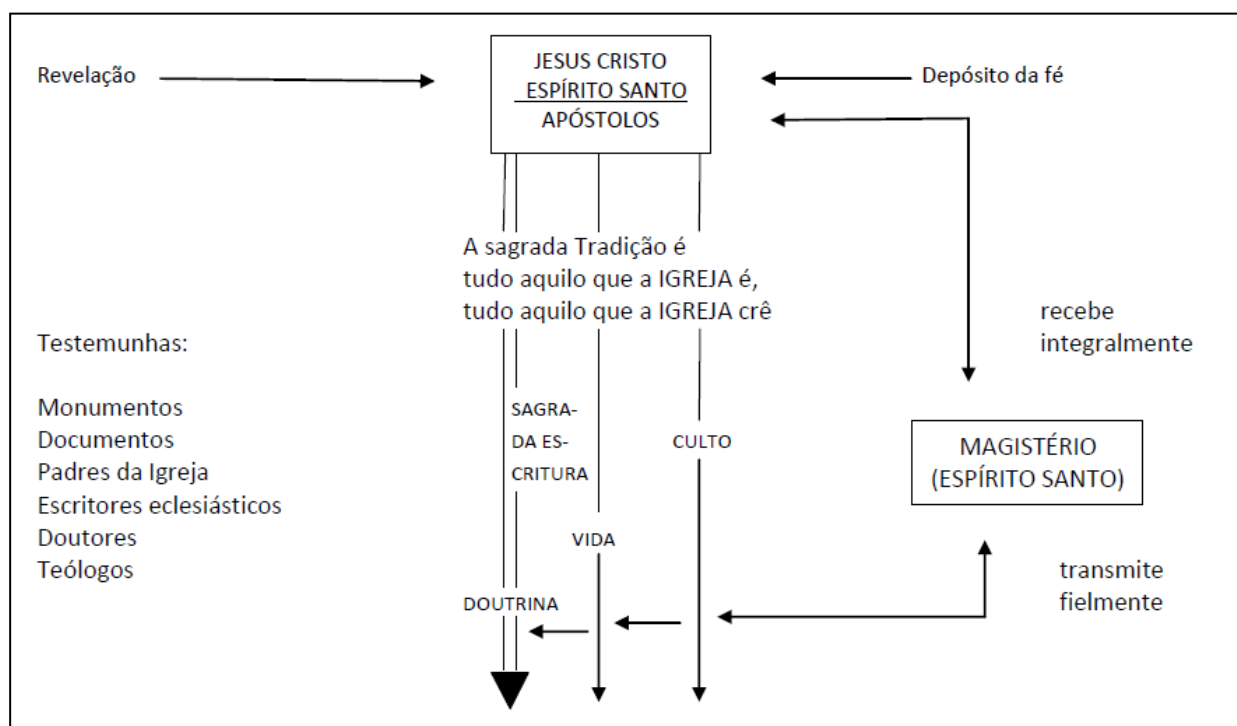 Revelação
JESUS CRISTO
ESPÍRITO SANTO
APÓSTOLOS
Depósito da fé
A sagrada Tradição é
tudo aquilo que a IGREJA é,
tudo aquilo que a IGREJA crê
recebe
integralmente
Testemunhas:
Monumentos
Documentos
Padres da Igreja
Escritores eclesiásticos
Doutores
Teólogos
SAGRA-
DA ES-
CRITURA
CULTO
MAGISTÉRIO
(ESPÍRITO SANTO)
VIDA
DOUTRINA
transmite
fielmente